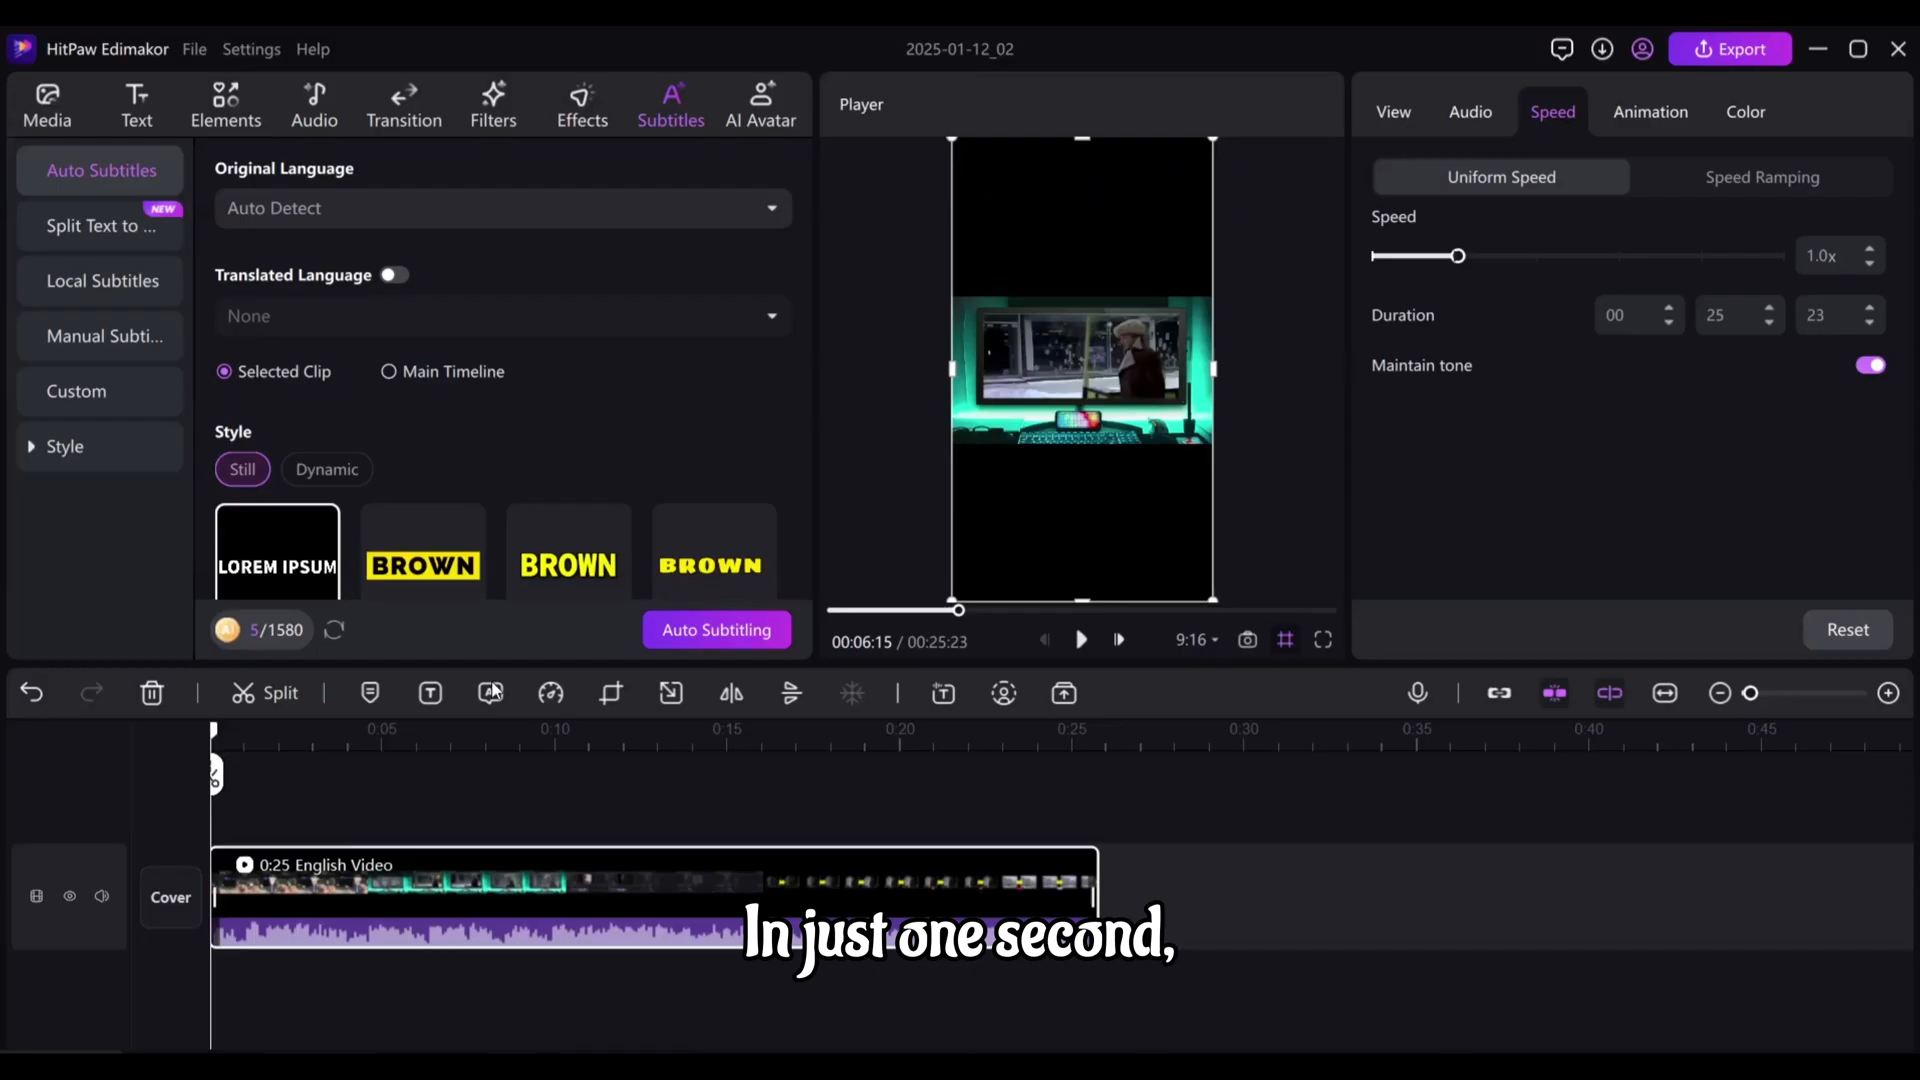 HitPaw Edimakor File Settings Help
2025-01-12_02
Export
Media Text Elements Audio Transition Filters Effects Subtitles AI Avatar
Auto Subtitles
NEW
Split Text to ...
Local Subtitles
Manual Subti...
Custom
Style
Original Language
Auto Detect
Translated Language
None
Selected Clip Main Timeline
Style
Still Dynamic
LOREM IPSUM BROWN BROWN BROWN
AI 5/1580
Auto Subtitling
Player
00:06:15 / 00:25:23
9:16
View Audio Speed Animation Color
Uniform Speed Speed Ramping
Speed
1.0x
Duration 00 25 23
Maintain tone
Reset
Split
0:05 0:10 0:15 0:20 0:25 0:30 0:35 0:40 0:45
Cover
0:25 English Video
In just one second,